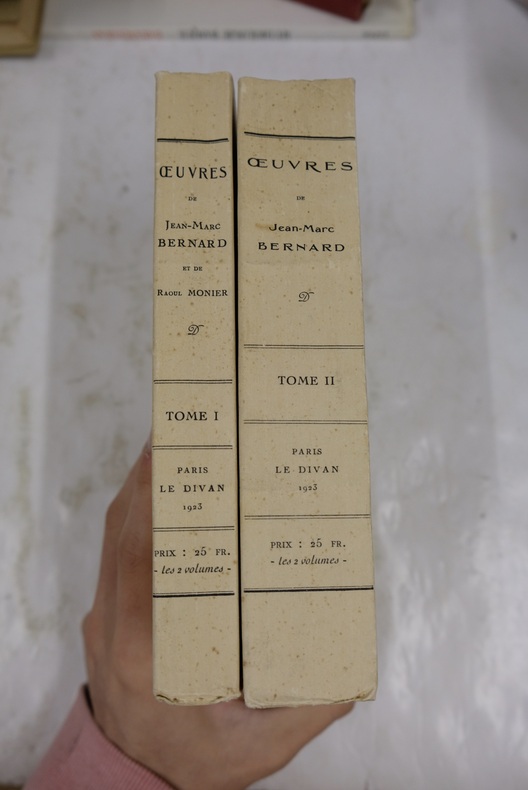 ŒUVRES
DE
JEAN-MARC
BERNARD
ET DE
RAOUL MONIER
D
TOME I
PARIS
LE DIVAN
1923
PRIX : 25 FR.
- les 2 volumes -
ŒUVRES
DE
Jean-Marc
BERNARD
D
TOME II
PARIS
LE DIVAN
1923
PRIX : 25 FR.
- les 2 volumes -